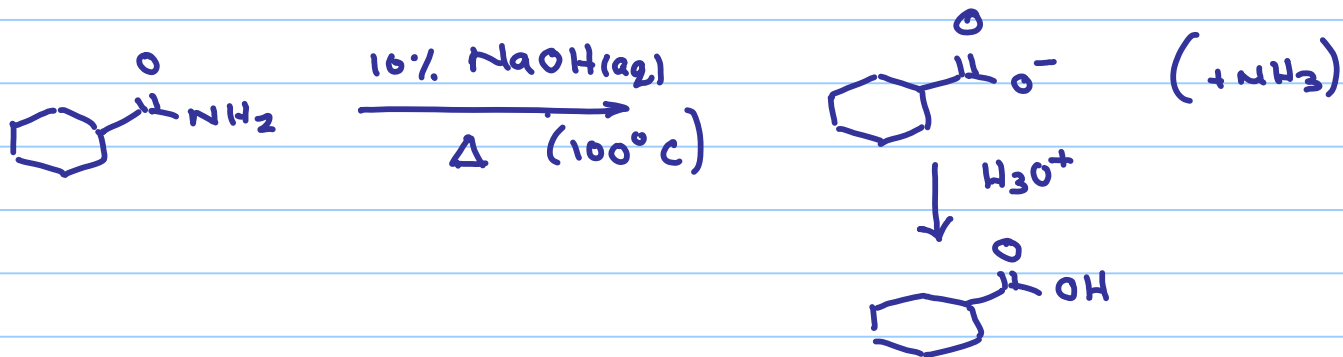 O
NH₂
10% NaOH(aq)
Δ (100°C)
O
O⁻
(+NH₃)
H₃O⁺
O
OH